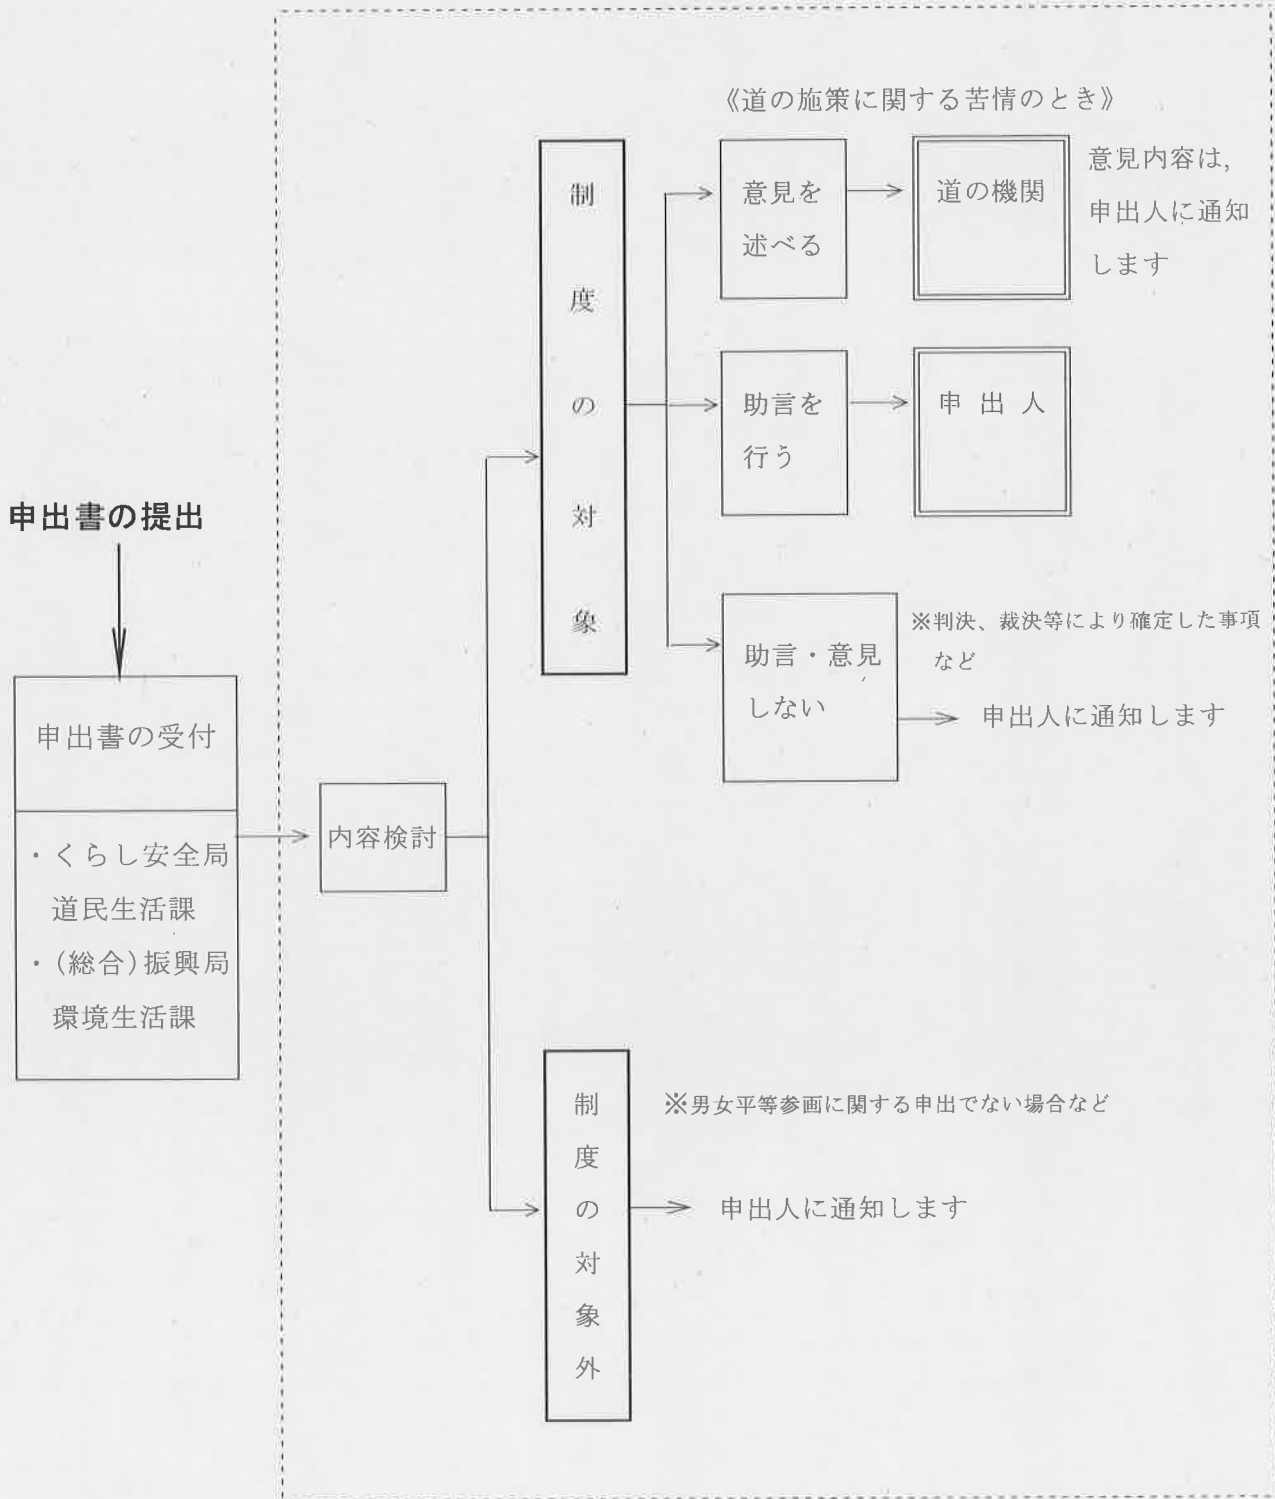 申出書の提出
申出書の受付
・くらし安全局
道民生活課
・(総合)振興局
環境生活課
内容検討
制度の対象
《道の施策に関する苦情のとき》
意見を
述べる
道の機関
意見内容は,
申出人に通知
します
助言を
行う
申出人
助言・意見
しない
※判決、裁決等により確定した事項
など
申出人に通知します
制度の対象外
※男女平等参画に関する申出でない場合など
申出人に通知します